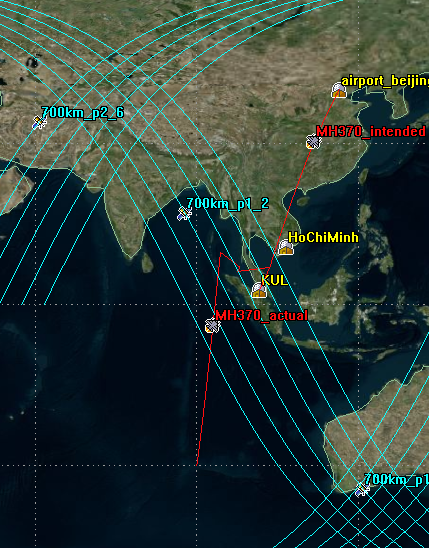 airport_beijing
700km_p2_6
MH370_intended
700km_p1_2
HoChiMinh
KUL
MH370_actual
700km_p1